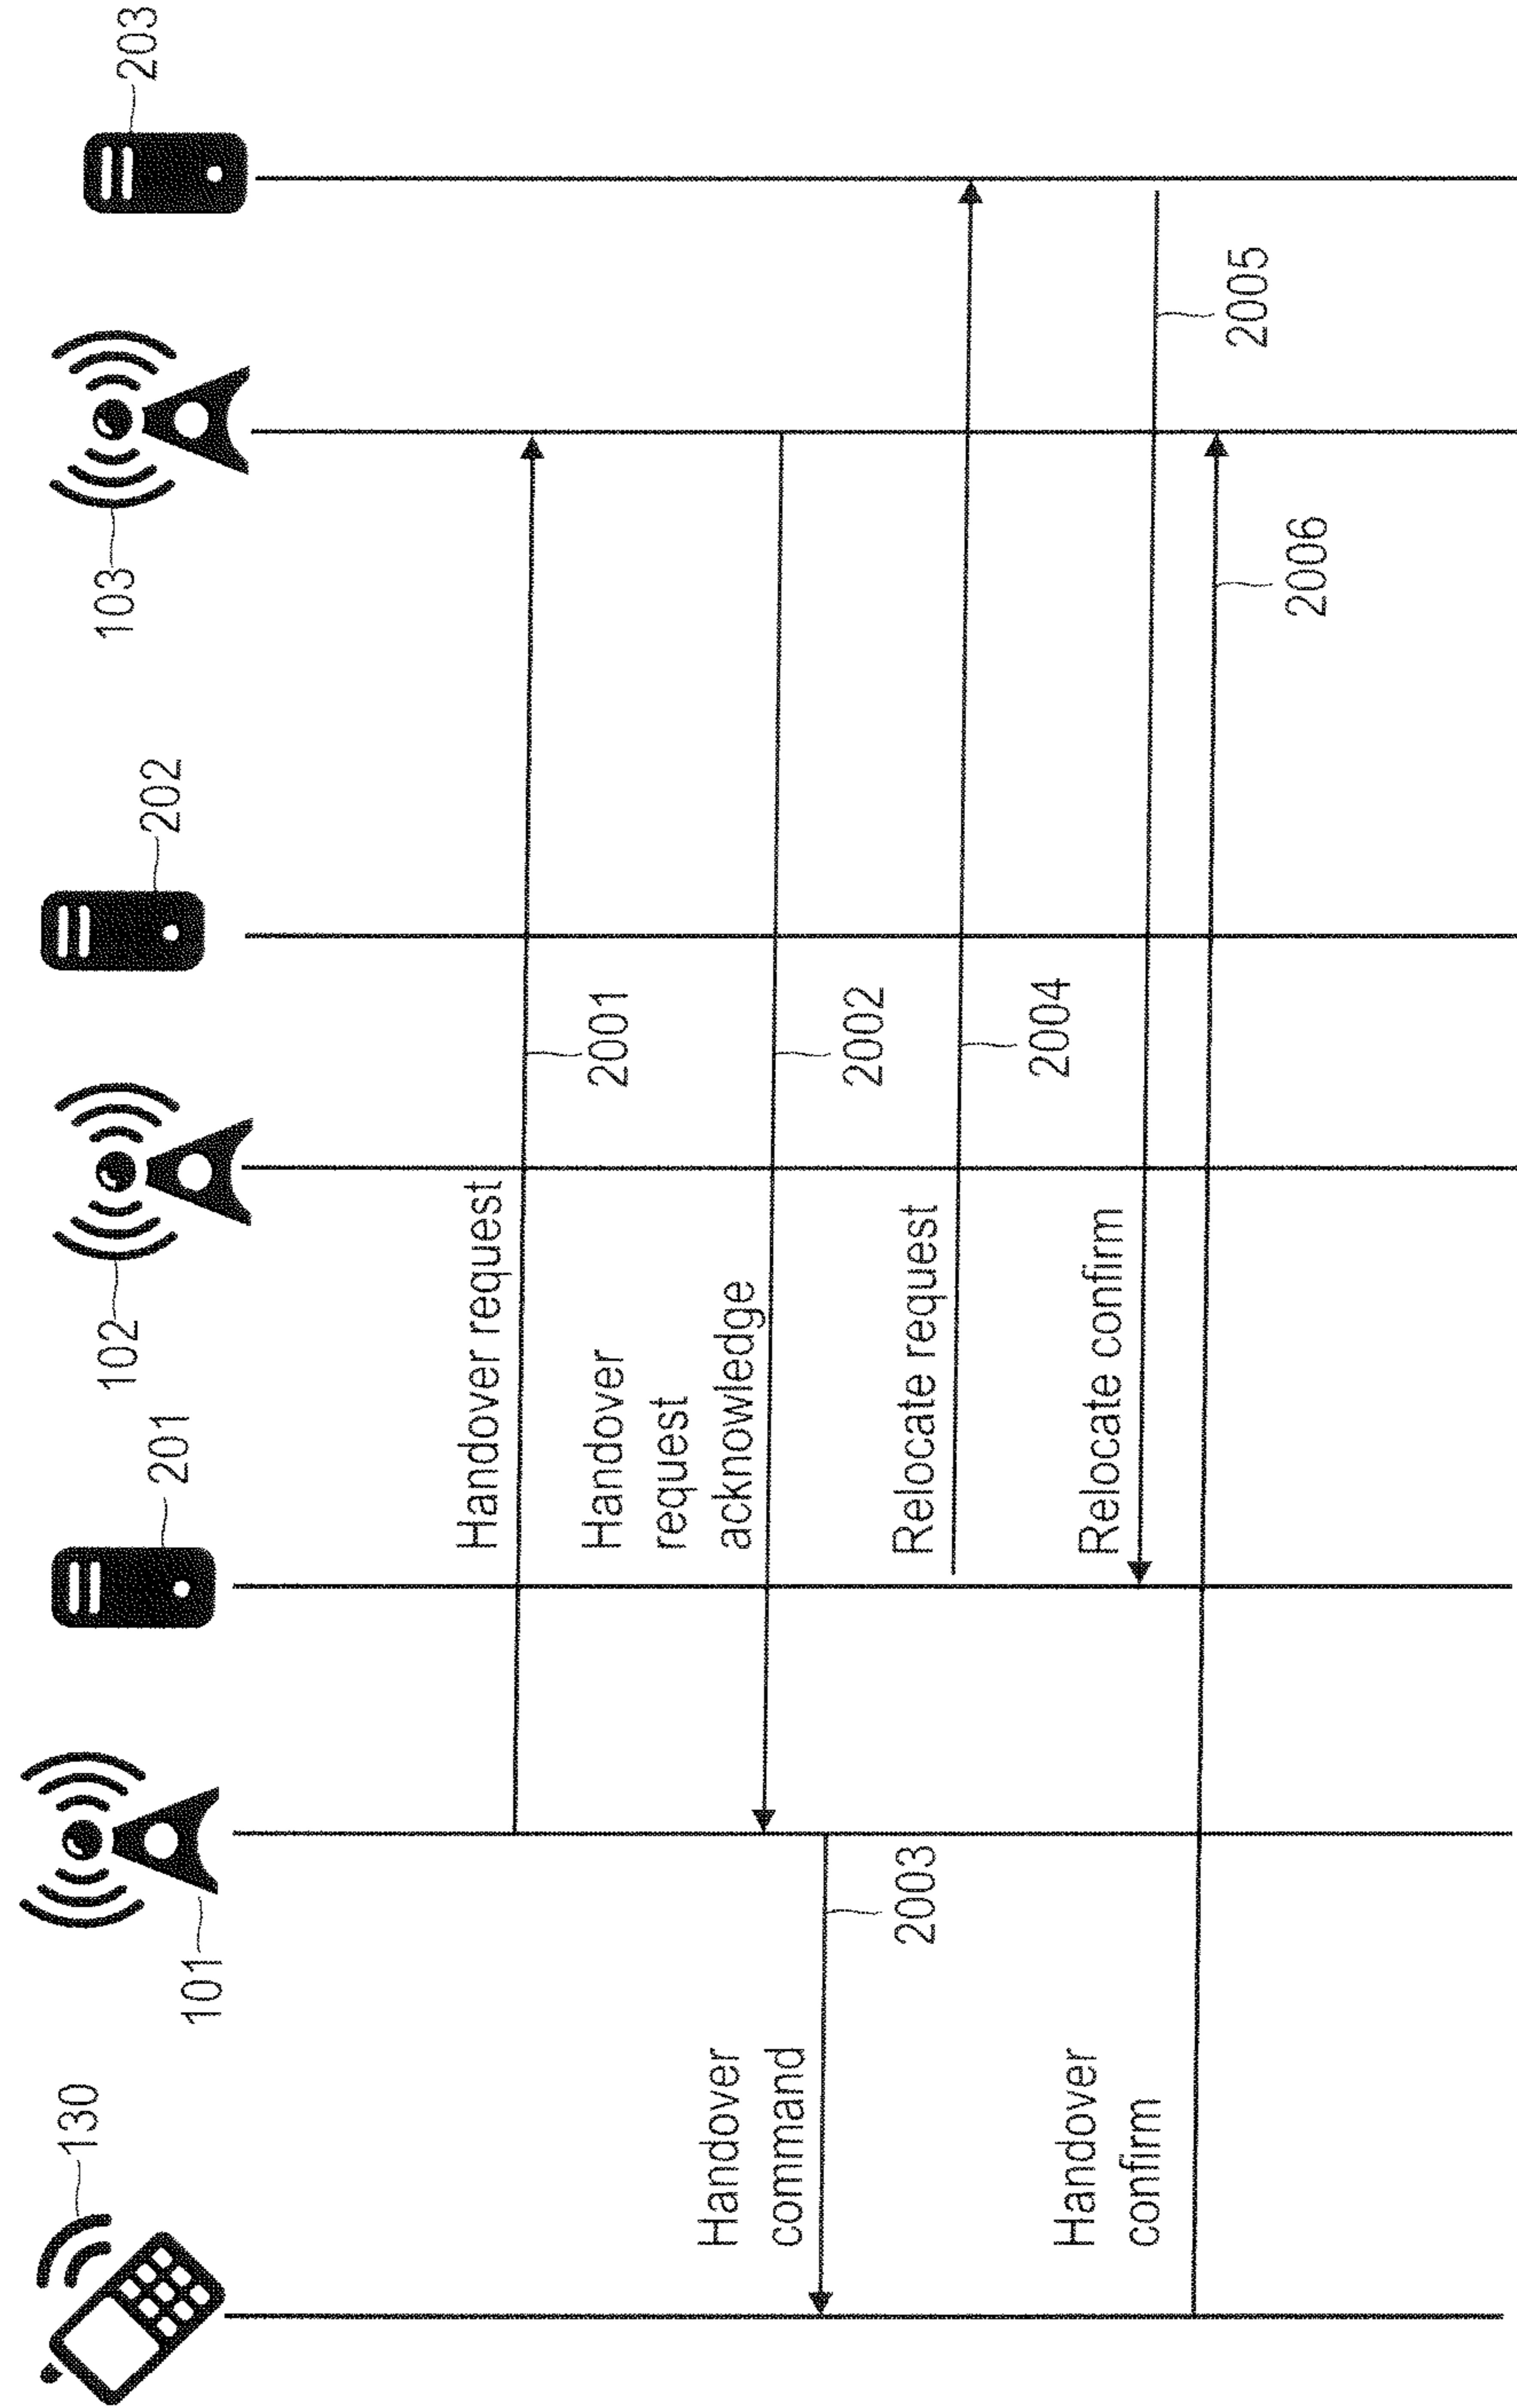 130
101
201
102
202
103
203
Handover request
2001
Handover
request
acknowledge
2002
Handover
command
2003
Relocate request
2004
Relocate confirm
2005
Handover
confirm
2006